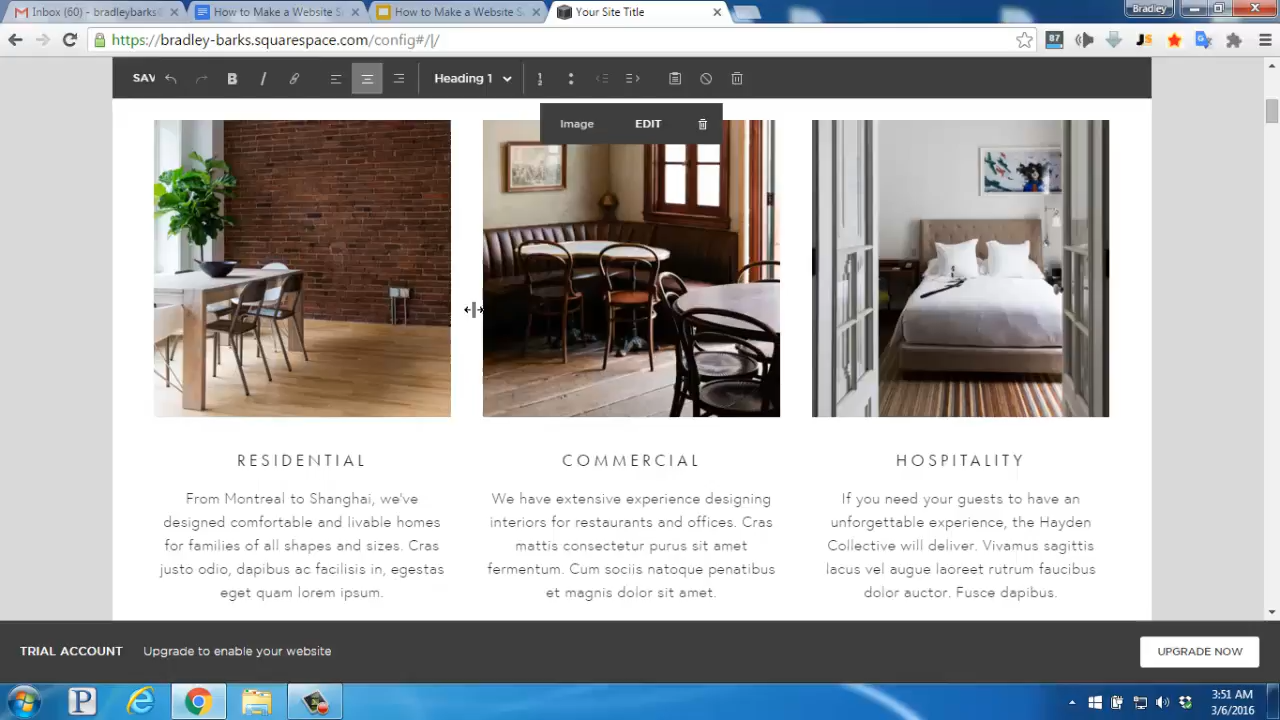 Inbox (60) - bradleybarks@
How to Make a Website S
How to Make a Website S
Your Site Title
Bradley
https://bradley-barks.squarespace.com/config#/|/
87
JS
SAV
B
I
Heading 1
Image EDIT
RESIDENTIAL
From Montreal to Shanghai, we've
designed comfortable and livable homes
for families of all shapes and sizes. Cras
justo odio, dapibus ac facilisis in, egestas
eget quam lorem ipsum.
COMMERCIAL
We have extensive experience designing
interiors for restaurants and offices. Cras
mattis consectetur purus sit amet
fermentum. Cum sociis natoque penatibus
et magnis dolor sit amet.
HOSPITALITY
If you need your guests to have an
unforgettable experience, the Hayden
Collective will deliver. Vivamus sagittis
lacus vel augue laoreet rutrum faucibus
dolor auctor. Fusce dapibus.
TRIAL ACCOUNT Upgrade to enable your website
UPGRADE NOW
P
3:51 AM
3/6/2016